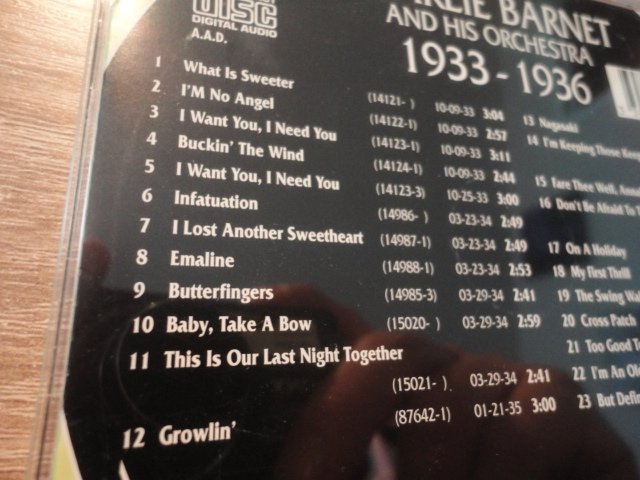 DISC
DIGITAL AUDIO
A.A.D.
BARNET
AND HIS ORCHESTRA
1933 - 1936
1 What Is Sweeter (14121- ) 10-09-33 3:04
2 I'M No Angel (14122-1) 10-09-33 2:57
3 I Want You, I Need You (14123-1) 10-09-33 3:11
4 Buckin' The Wind (14124-1) 10-09-33 2:44
5 I Want You, I Need You (14123-3) 10-25-33 3:00
6 Infatuation (14986- ) 03-23-34 2:49
7 I Lost Another Sweetheart (14987-1) 03-23-34 2:49
8 Emaline (14988-1) 03-23-34 2:53
9 Butterfingers (14985-3) 03-29-34 2:41
10 Baby, Take A Bow (15020- ) 03-29-34 2:59
11 This Is Our Last Night Together
(15021- ) 03-29-34 2:41
12 Growlin' (87642-1) 01-21-35 3:00
13 Nagasaki
14 I'm Keeping Those
15 Fare Thee Well,
16 Don't Be Afraid To
17 On A Holiday
18 My First Thrill
19 The Swing
20 Cross Patch
21 Too Good
22 I'm An
23 But